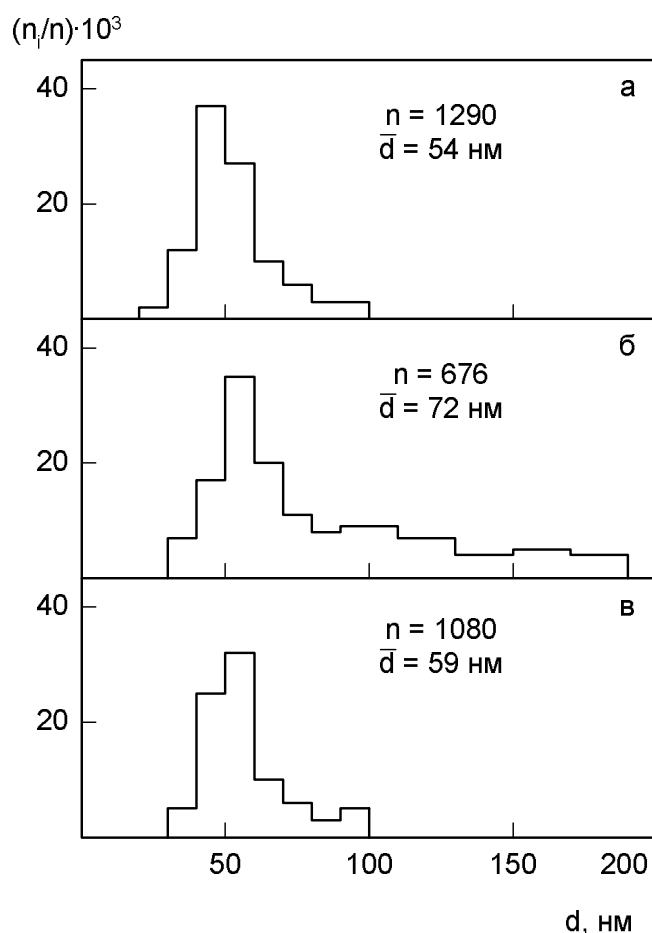 (nᵢ/n)·10³
40
20
а
n = 1290
d̅ = 54 нм
40
20
б
n = 676
d̅ = 72 нм
40
20
в
n = 1080
d̅ = 59 нм
50 100 150 200
d, нм